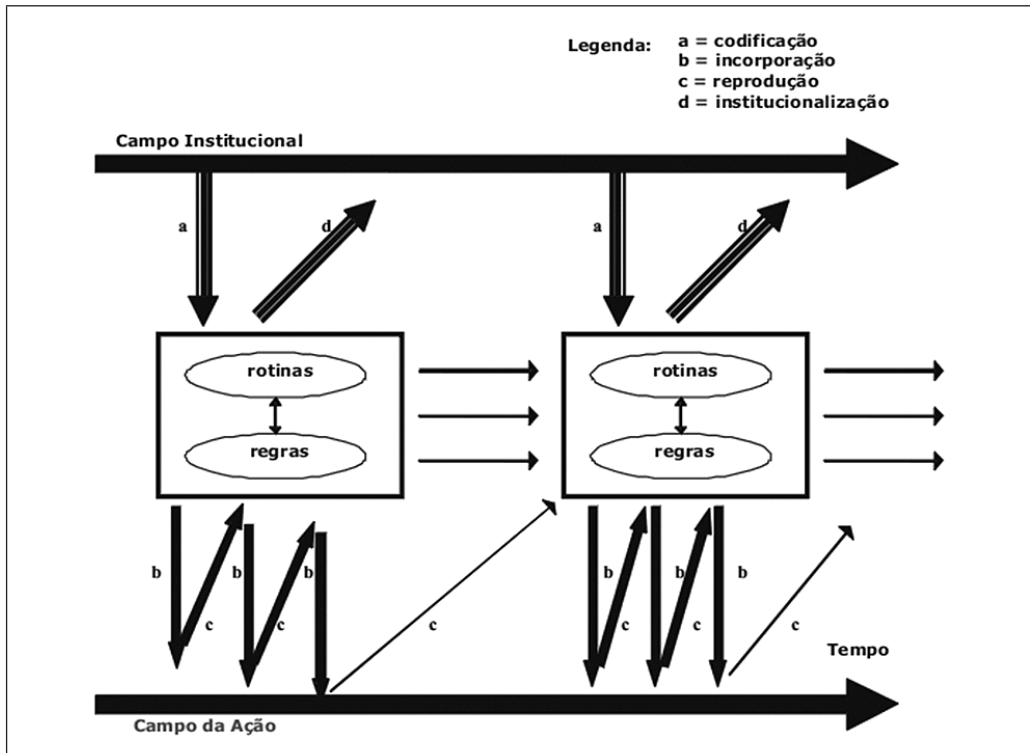 Legenda: a = codificação
b = incorporação
c = reprodução
d = institucionalização
Campo Institucional
a
d
a
d
rotinas
rotinas
regras
regras
b
b
b
b
b
b
c
c
c
c
c
c
Tempo
Campo da Ação